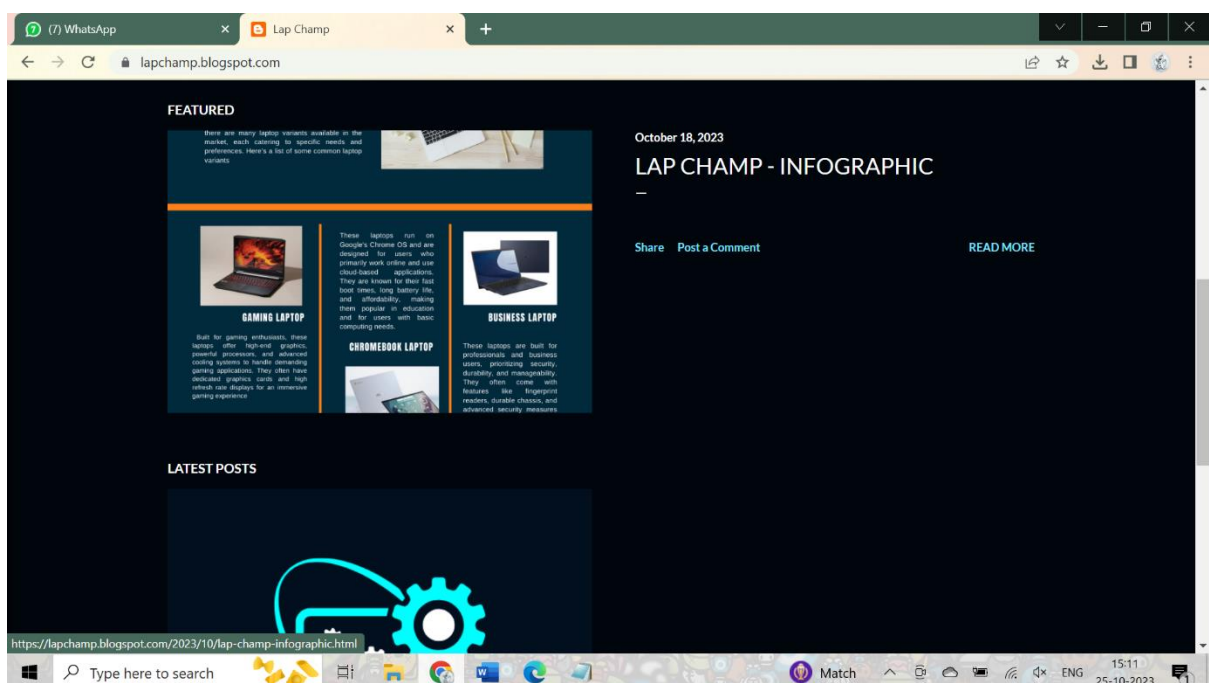 (7) WhatsApp
Lap Champ
lapchamp.blogspot.com
FEATURED
there are many laptop variants available in the
market, each catering to specific needs and
preferences. Here's a list of some common laptop
variants
GAMING LAPTOP
Built for gaming enthusiasts, these
laptops offer high-end graphics,
powerful processors, and advanced
cooling systems to handle demanding
gaming applications. They often have
dedicated graphics cards and high
refresh rate displays for an immersive
gaming experience
These laptops run on
Google's Chrome OS and are
designed for users who
primarily work online and use
cloud-based applications.
They are known for their fast
boot times, long battery life,
and affordability, making
them popular in education
and for users with basic
computing needs.
CHROMEBOOK LAPTOP
BUSINESS LAPTOP
These laptops are built for
professionals and business
users, prioritizing security,
durability, and manageability.
They often come with
features like fingerprint
readers, durable chassis, and
advanced security measures
October 18, 2023
LAP CHAMP - INFOGRAPHIC
Share Post a Comment READ MORE
LATEST POSTS
https://lapchamp.blogspot.com/2023/10/lap-champ-infographic.html
Type here to search
Match
ENG
15:11
25-10-2023
1